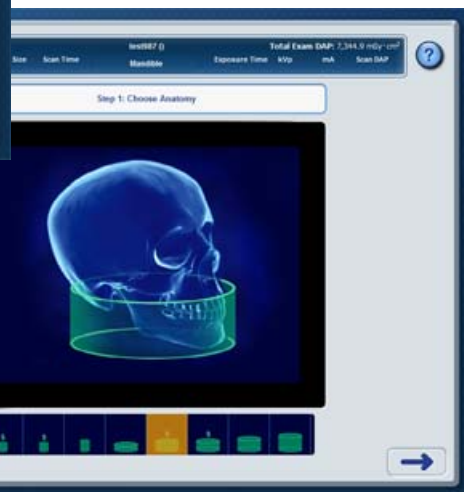 test987 () Total Exam DAP: 7,344.9 mGy·cm²
Size Scan Time Mandible Exposure Time kVp mA Scan DAP
?
Step 1: Choose Anatomy